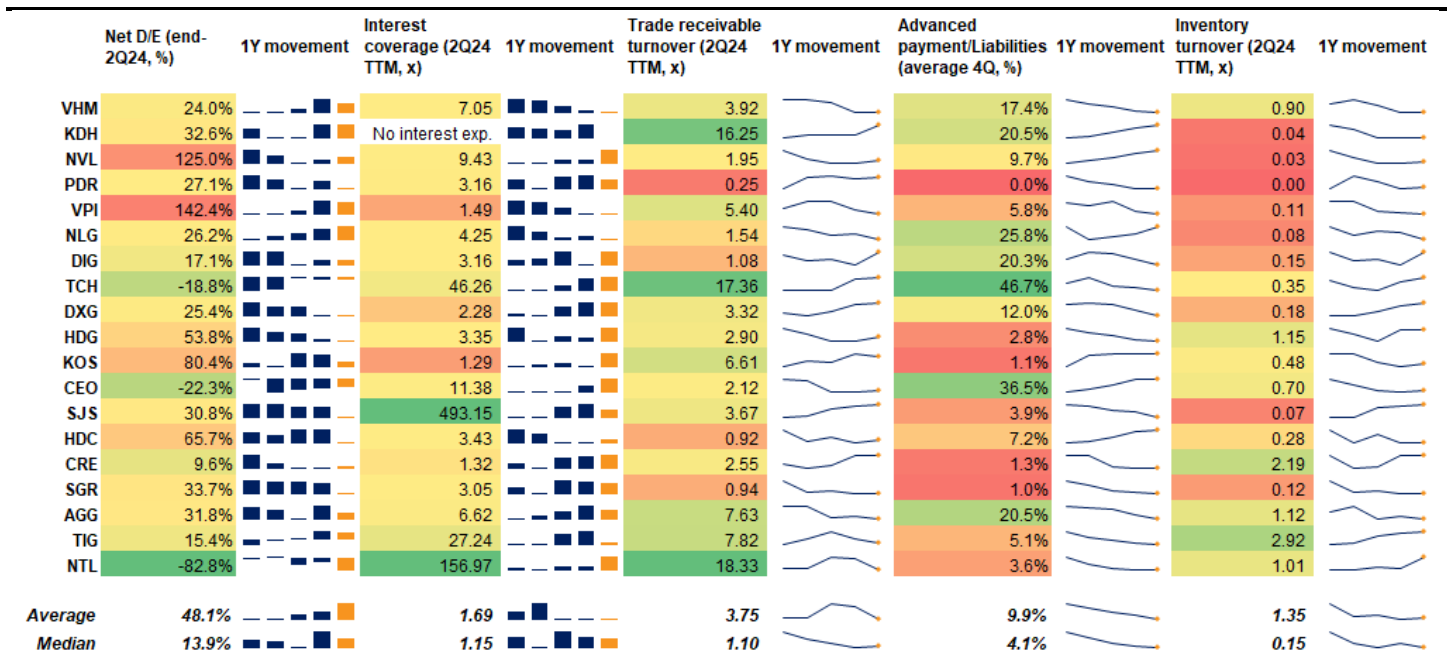 Net D/E (end-2Q24, %) 1Y movement Interest coverage (2Q24 TTM, x) 1Y movement Trade receivable turnover (2Q24 TTM, x) 1Y movement Advanced payment/Liabilities (average 4Q, %) 1Y movement Inventory turnover (2Q24 TTM, x) 1Y movement
VHM 24.0% 7.05 3.92 17.4% 0.90
KDH 32.6% No interest exp. 16.25 20.5% 0.04
NVL 125.0% 9.43 1.95 9.7% 0.03
PDR 27.1% 3.16 0.25 0.0% 0.00
VPI 142.4% 1.49 5.40 5.8% 0.11
NLG 26.2% 4.25 1.54 25.8% 0.08
DIG 17.1% 3.16 1.08 20.3% 0.15
TCH -18.8% 46.26 17.36 46.7% 0.35
DXG 25.4% 2.28 3.32 12.0% 0.18
HDG 53.8% 3.35 2.90 2.8% 1.15
KOS 80.4% 1.29 6.61 1.1% 0.48
CEO -22.3% 11.38 2.12 36.5% 0.70
SJS 30.8% 493.15 3.67 3.9% 0.07
HDC 65.7% 3.43 0.92 7.2% 0.28
CRE 9.6% 1.32 2.55 1.3% 2.19
SGR 33.7% 3.05 0.94 1.0% 0.12
AGG 31.8% 6.62 7.63 20.5% 1.12
TIG 15.4% 27.24 7.82 5.1% 2.92
NTL -82.8% 156.97 18.33 3.6% 1.01
Average 48.1% 1.69 3.75 9.9% 1.35
Median 13.9% 1.15 1.10 4.1% 0.15